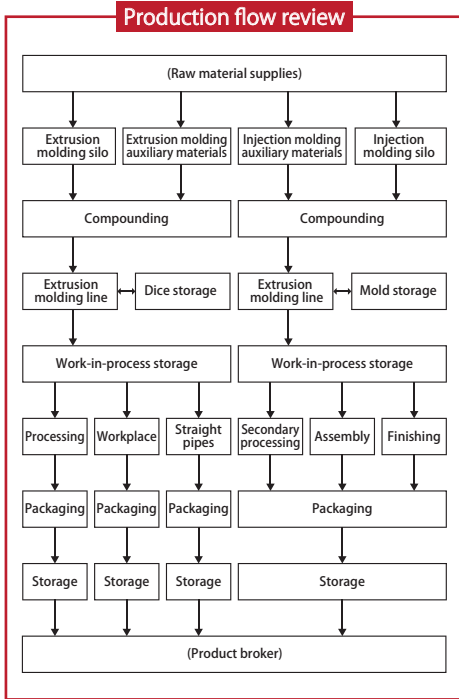 Production flow review
(Raw material supplies)
Extrusion
molding silo
Extrusion molding
auxiliary materials
Injection molding
auxiliary materials
Injection
molding silo
Compounding
Compounding
Extrusion
molding line
Dice storage
Extrusion
molding line
Mold storage
Work-in-process storage
Work-in-process storage
Processing
Workplace
Straight
pipes
Secondary
processing
Assembly
Finishing
Packaging
Packaging
Packaging
Packaging
Storage
Storage
Storage
Storage
(Product broker)